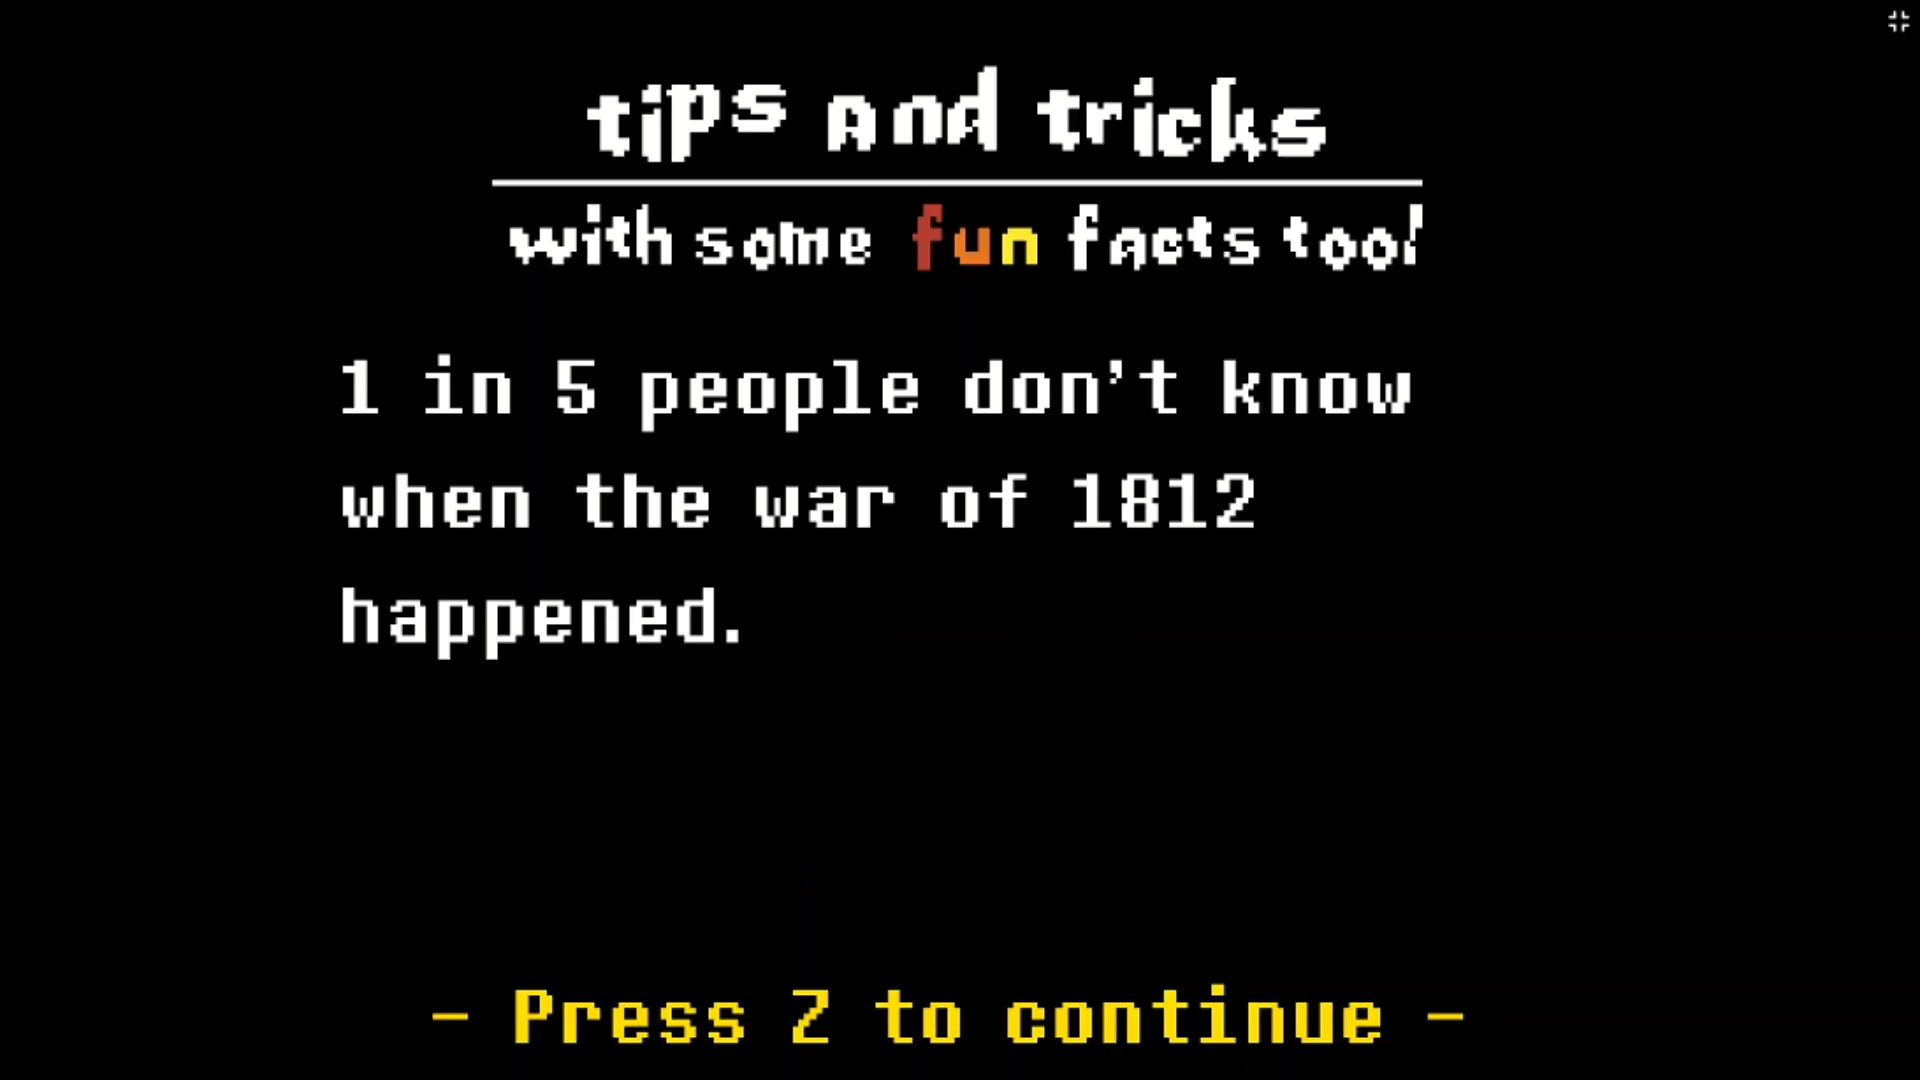 tips and tricks
with some fun facts too!
1 in 5 people don't know
when the war of 1812
happened.
- Press Z to continue -